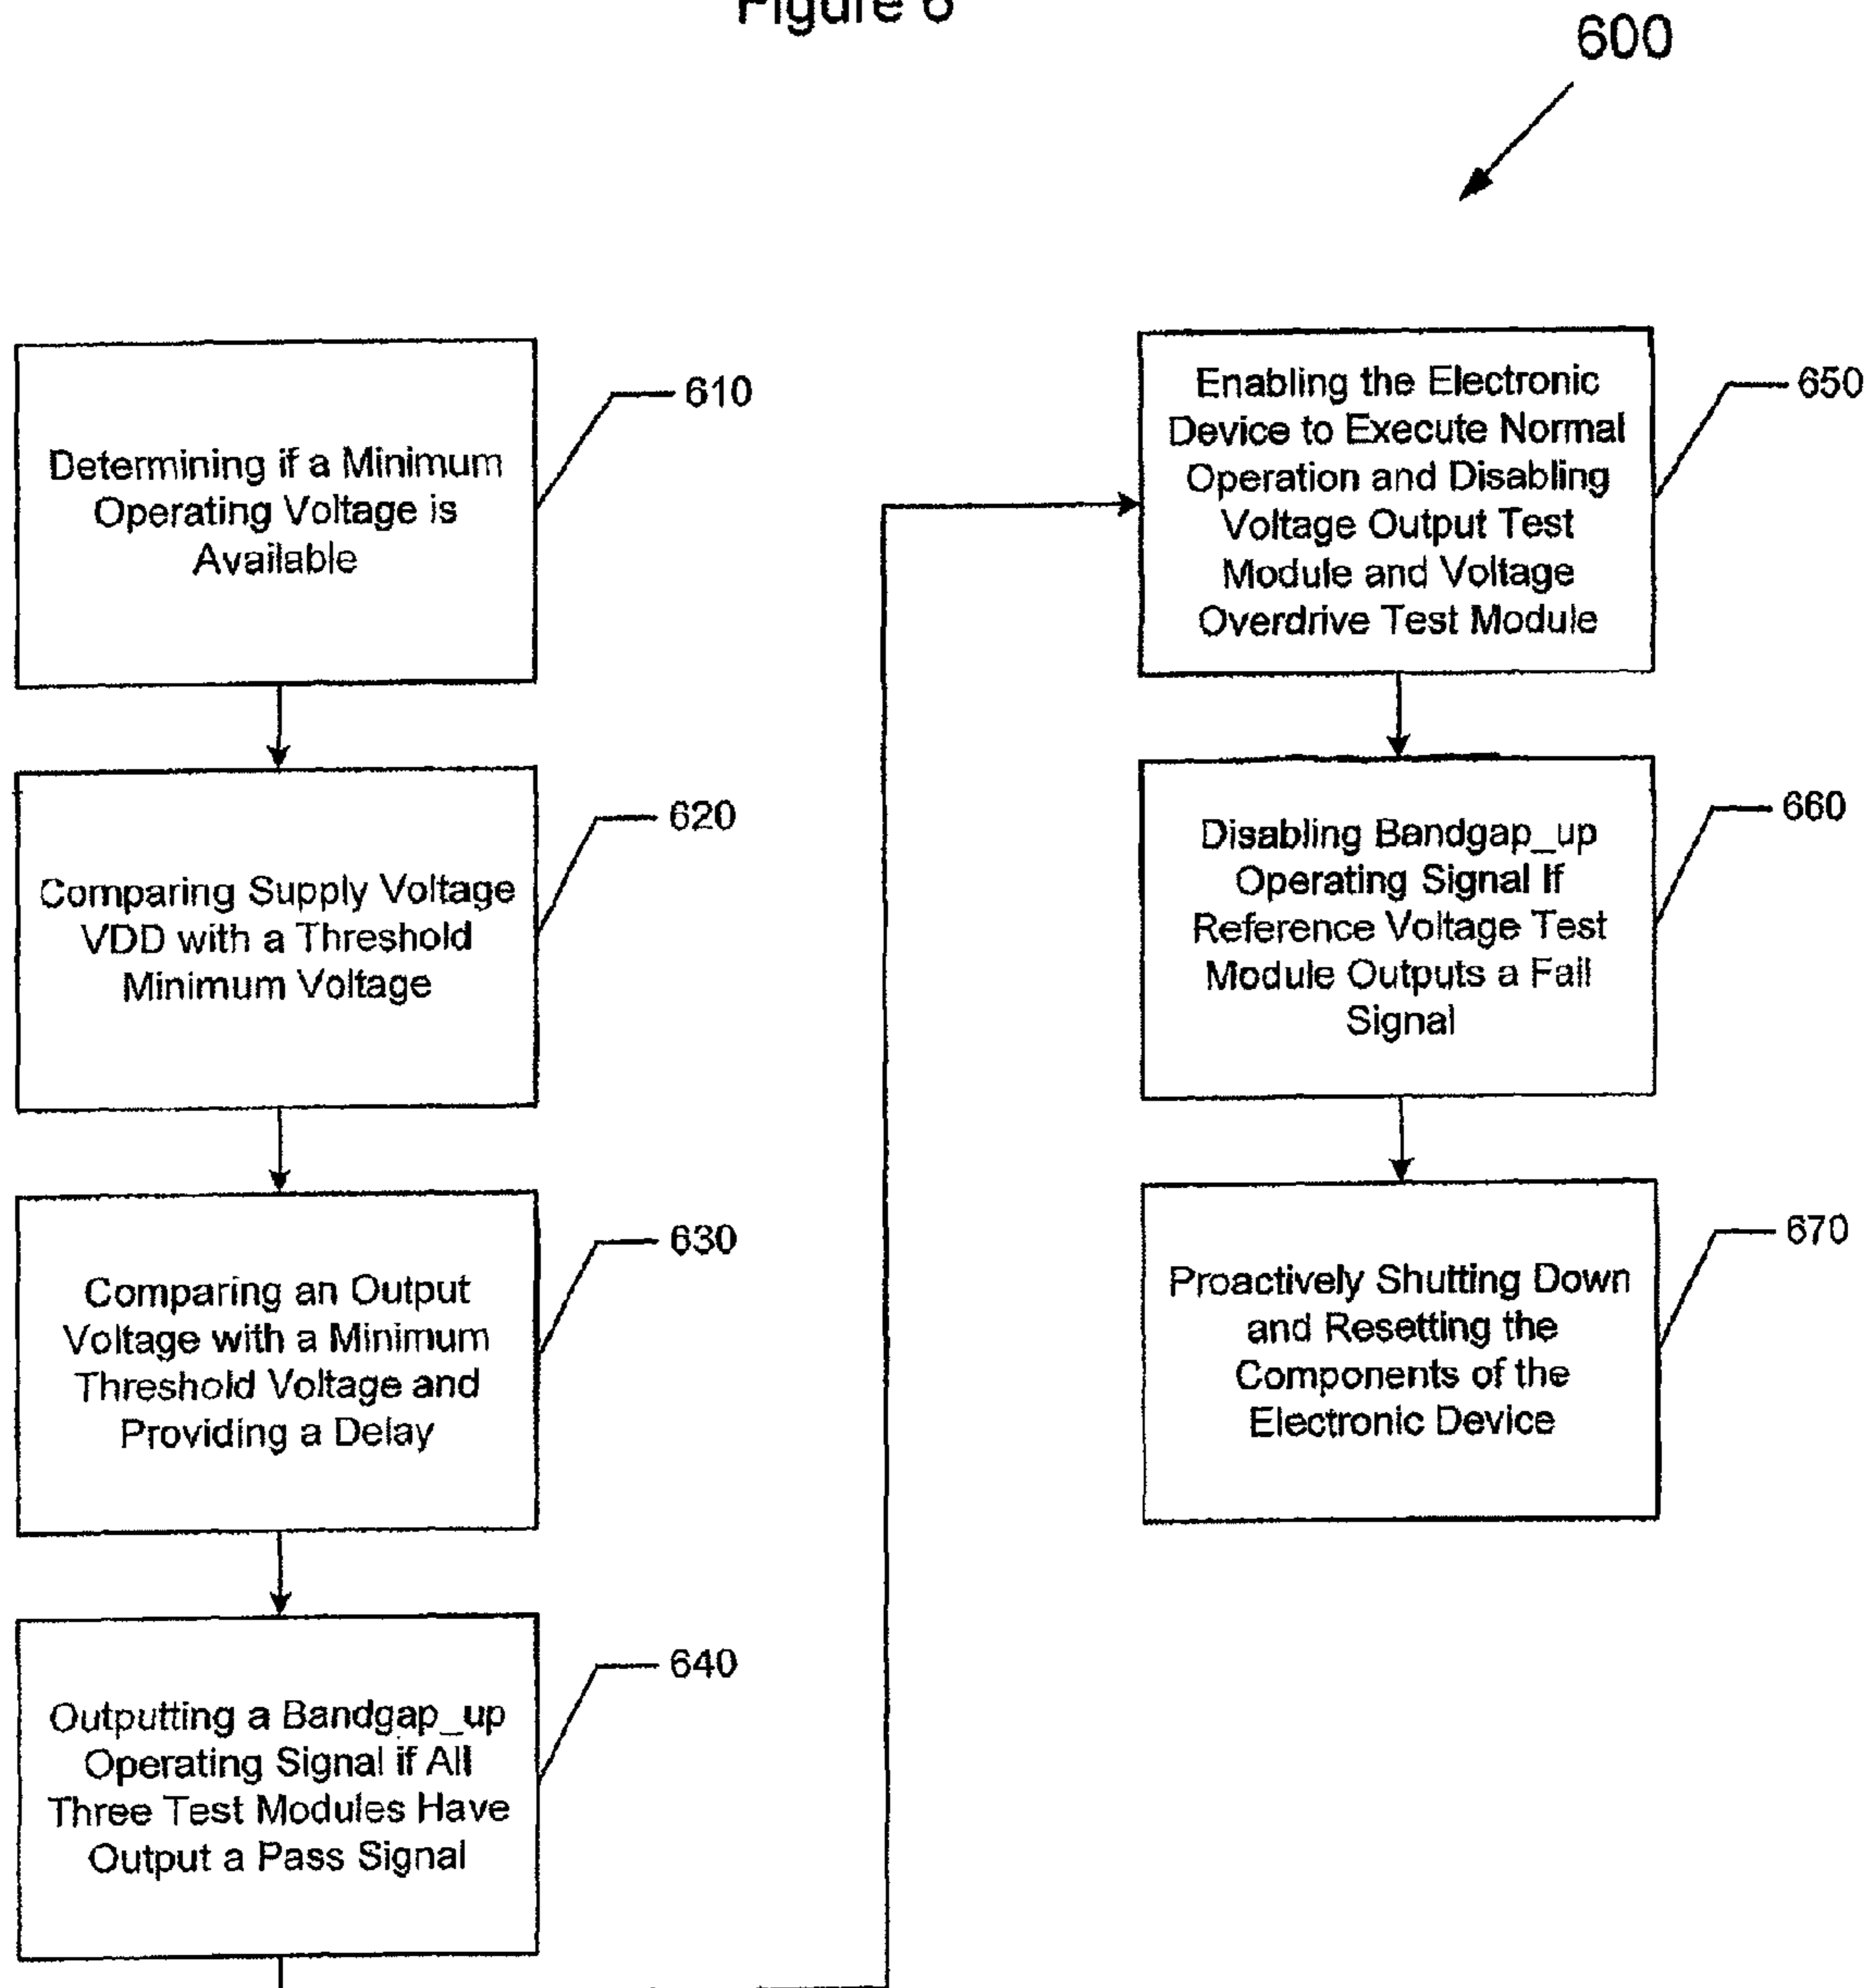 Figure 6
600
Determining if a Minimum
Operating Voltage is
Available
610
Comparing Supply Voltage
VDD with a Threshold
Minimum Voltage
620
Comparing an Output
Voltage with a Minimum
Threshold Voltage and
Providing a Delay
630
Outputting a Bandgap_up
Operating Signal if All
Three Test Modules Have
Output a Pass Signal
640
Enabling the Electronic
Device to Execute Normal
Operation and Disabling
Voltage Output Test
Module and Voltage
Overdrive Test Module
650
Disabling Bandgap_up
Operating Signal If
Reference Voltage Test
Module Outputs a Fail
Signal
660
Proactively Shutting Down
and Resetting the
Components of the
Electronic Device
670